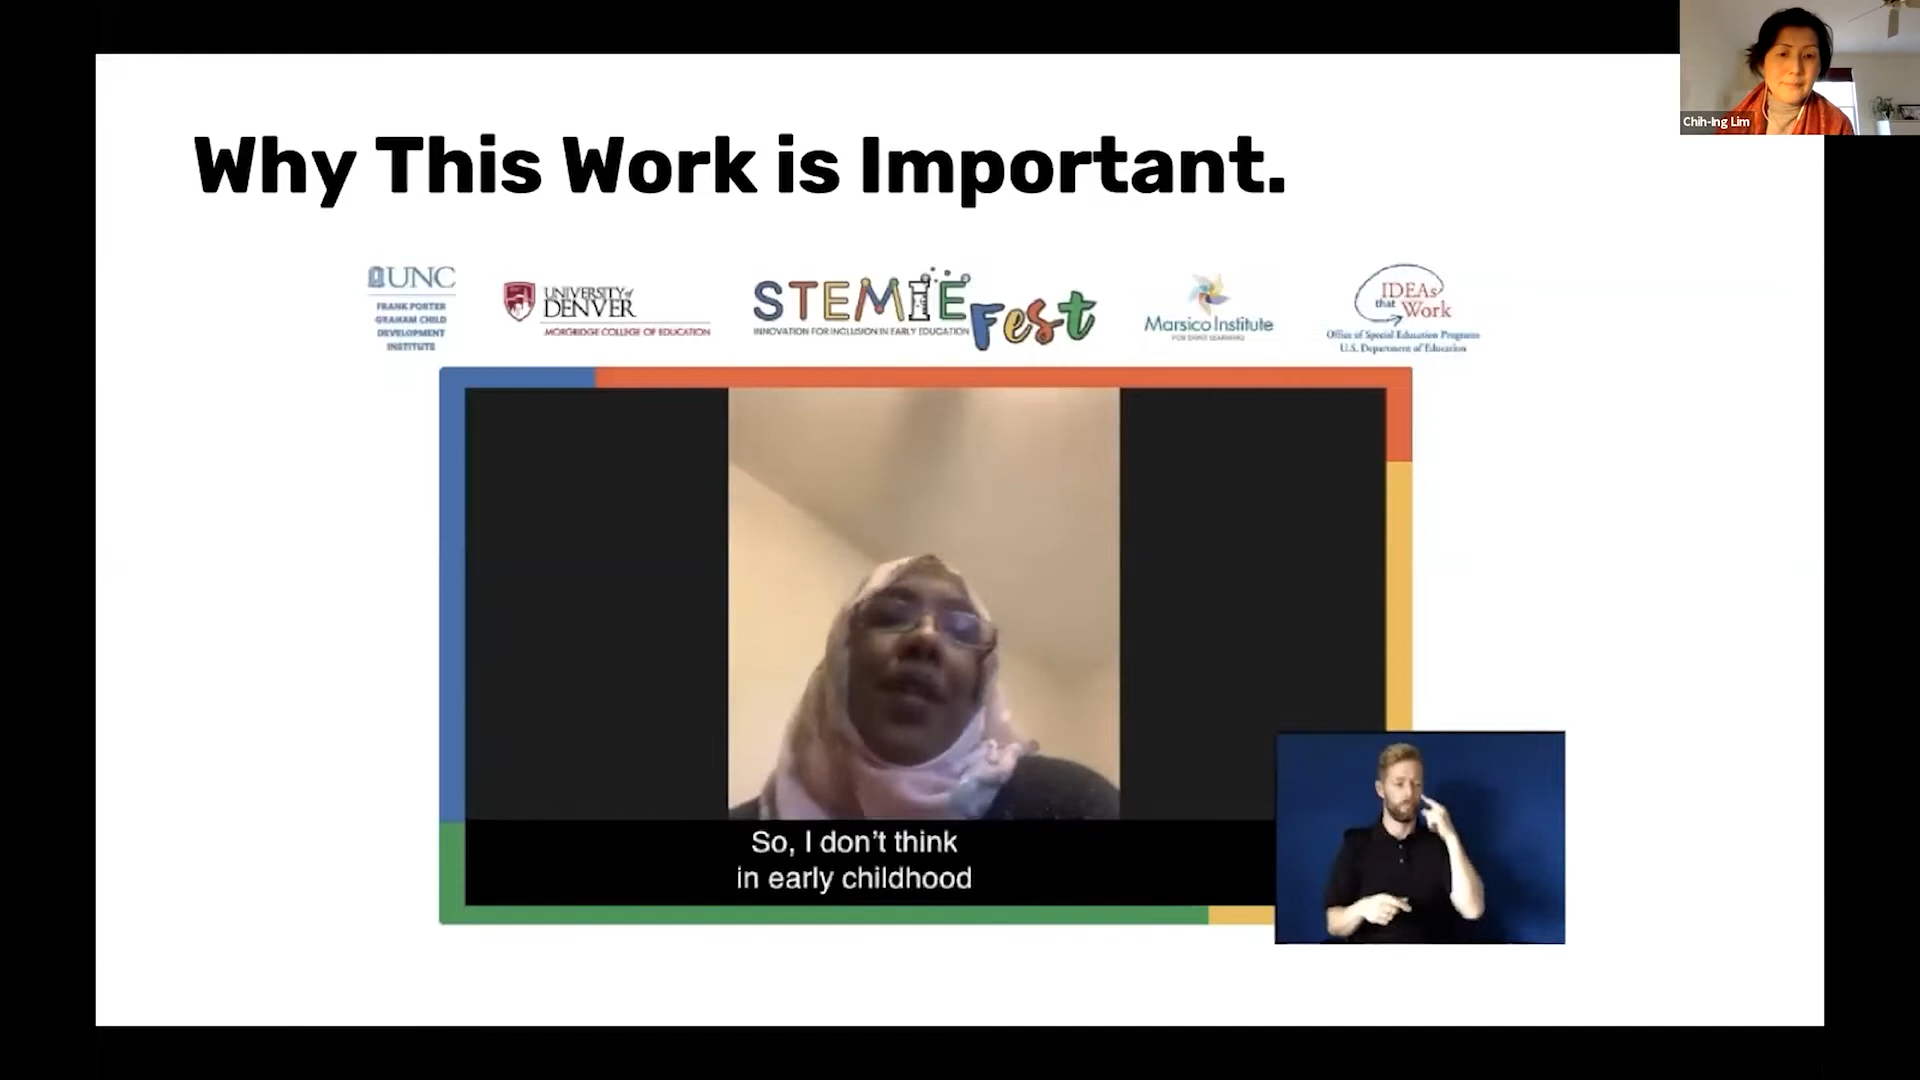 Chih-Ing Lim
Why This Work is Important.
UNC
FRANK PORTER
GRAHAM CHILD
DEVELOPMENT
INSTITUTE
UNIVERSITY of
DENVER
MORGRIDGE COLLEGE OF EDUCATION
STEMIE
Fest
INNOVATION FOR INCLUSION IN EARLY EDUCATION
Marsico Institute
FOR EARLY LEARNING
IDEAs
that Work
Office of Special Education Programs
U.S. Department of Education
So, I don't think
in early childhood